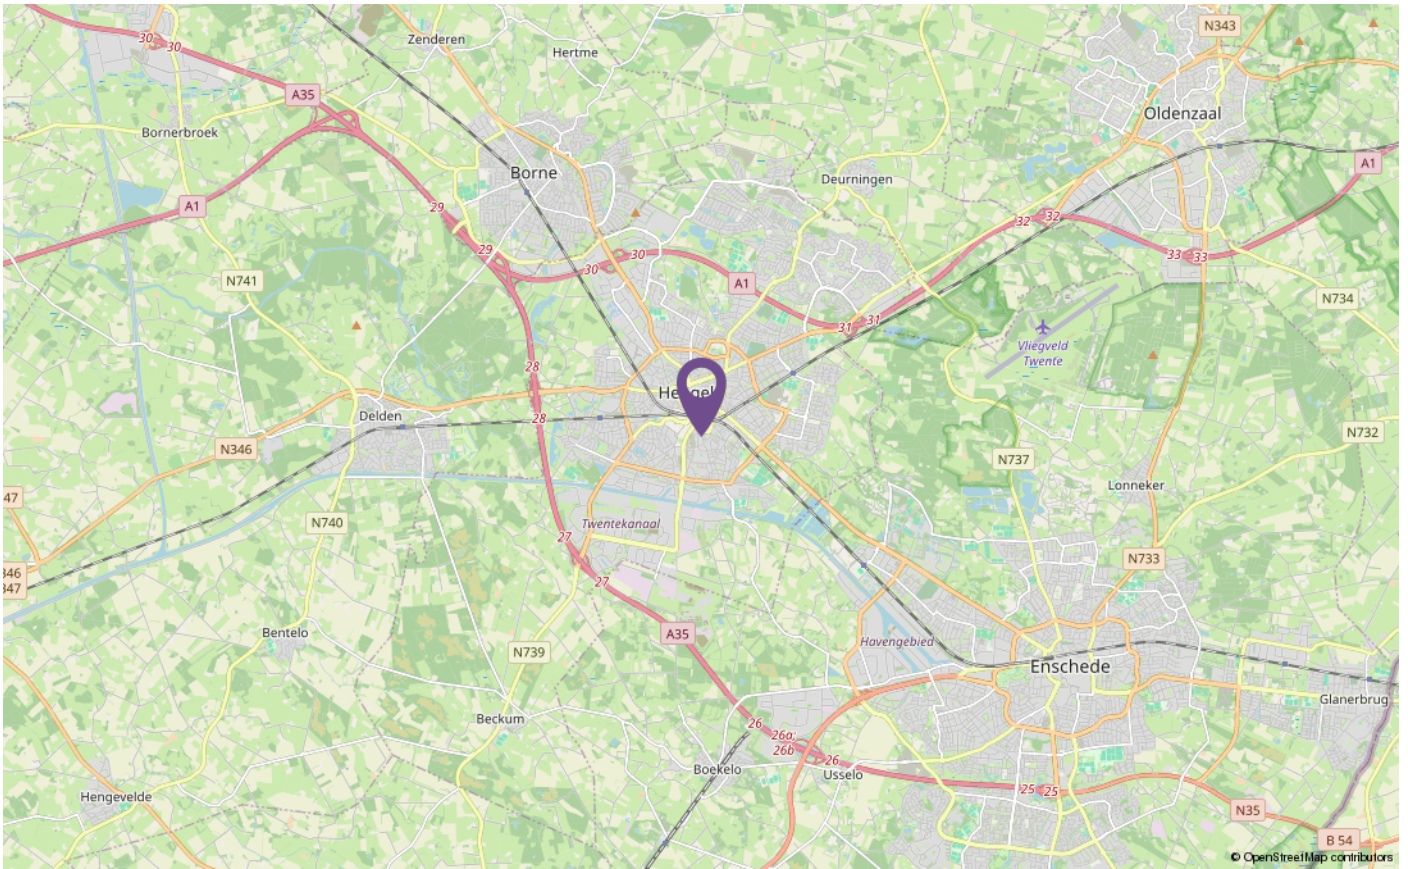 N343
Zenderen
30
30
Hertme
A35
Oldenzaal
Bornerbroek
A1
Borne
Deurningen
A1
29
32
32
29
30
33
33
30
N741
A1
N734
31
31
Vliegveld
Twente
28
Delden
28
N732
N346
N737
Lonneker
47
N740
Twentekanaal
27
N733
346
347
27
Bentelo
A35
Havengebied
N739
Enschede
Glanerbrug
Beckum
26
26a;
26b
26
Boekelo
Usselo
25
25
Hengevelde
N35
B 54
© OpenStreetMap contributors